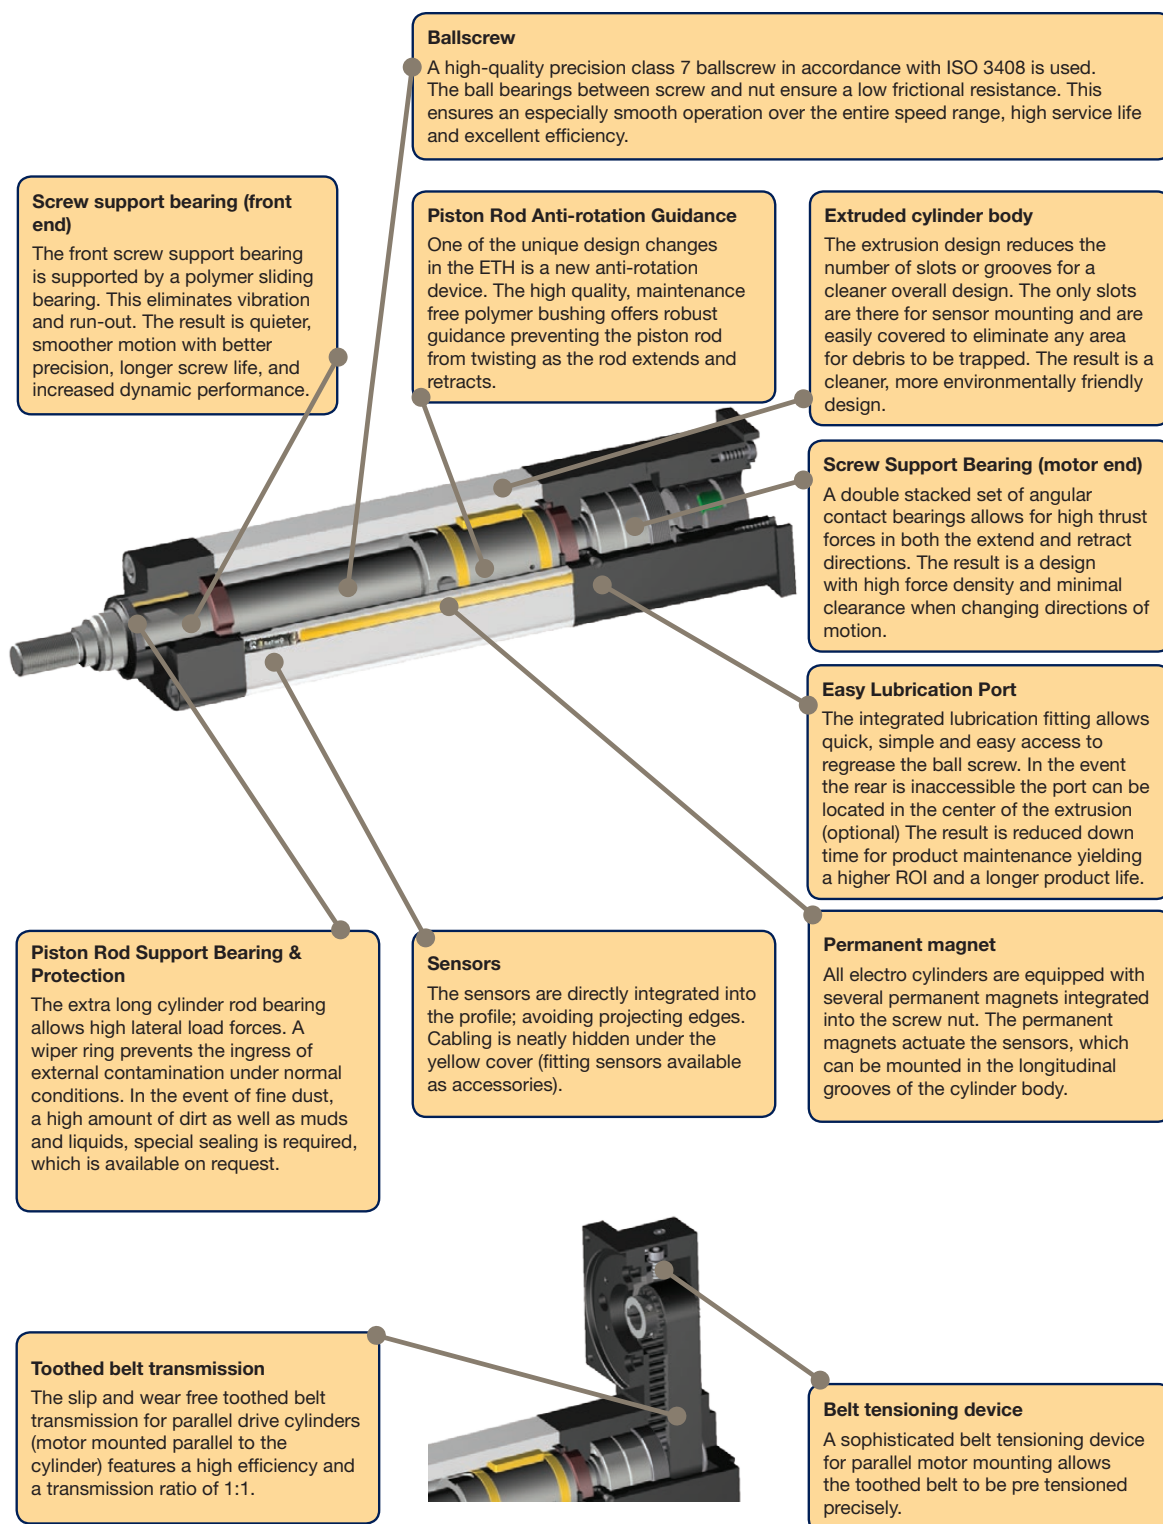 Ballscrew
A high-quality precision class 7 ballscrew in accordance with ISO 3408 is used.
The ball bearings between screw and nut ensure a low frictional resistance. This
ensures an especially smooth operation over the entire speed range, high service life
and excellent efficiency.
Screw support bearing (front
end)
The front screw support bearing
is supported by a polymer sliding
bearing. This eliminates vibration
and run-out. The result is quieter,
smoother motion with better
precision, longer screw life, and
increased dynamic performance.
Piston Rod Anti-rotation Guidance
One of the unique design changes
in the ETH is a new anti-rotation
device. The high quality, maintenance
free polymer bushing offers robust
guidance preventing the piston rod
from twisting as the rod extends and
retracts.
Extruded cylinder body
The extrusion design reduces the
number of slots or grooves for a
cleaner overall design. The only slots
are there for sensor mounting and are
easily covered to eliminate any area
for debris to be trapped. The result is a
cleaner, more environmentally friendly
design.
Screw Support Bearing (motor end)
A double stacked set of angular
contact bearings allows for high thrust
forces in both the extend and retract
directions. The result is a design
with high force density and minimal
clearance when changing directions of
motion.
Easy Lubrication Port
The integrated lubrication fitting allows
quick, simple and easy access to
regrease the ball screw. In the event
the rear is inaccessible the port can be
located in the center of the extrusion
(optional) The result is reduced down
time for product maintenance yielding
a higher ROI and a longer product life.
Piston Rod Support Bearing &
Protection
The extra long cylinder rod bearing
allows high lateral load forces. A
wiper ring prevents the ingress of
external contamination under normal
conditions. In the event of fine dust,
a high amount of dirt as well as muds
and liquids, special sealing is required,
which is available on request.
Sensors
The sensors are directly integrated into
the profile; avoiding projecting edges.
Cabling is neatly hidden under the
yellow cover (fitting sensors available
as accessories).
Permanent magnet
All electro cylinders are equipped with
several permanent magnets integrated
into the screw nut. The permanent
magnets actuate the sensors, which
can be mounted in the longitudinal
grooves of the cylinder body.
Toothed belt transmission
The slip and wear free toothed belt
transmission for parallel drive cylinders
(motor mounted parallel to the
cylinder) features a high efficiency and
a transmission ratio of 1:1.
Belt tensioning device
A sophisticated belt tensioning device
for parallel motor mounting allows
the toothed belt to be pre tensioned
precisely.